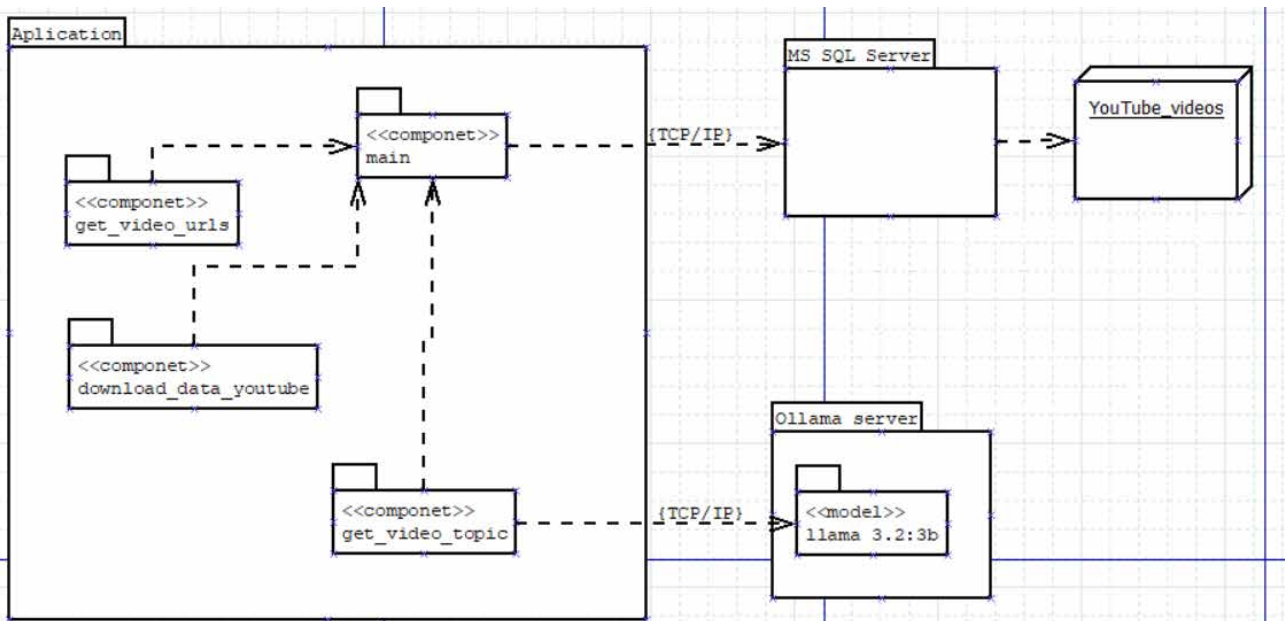 Aplication
MS SQL Server
YouTube_videos
<<componet>>
main
{TCP/IP}
<<componet>>
get_video_urls
<<componet>>
download_data_youtube
Ollama server
<<componet>>
get_video_topic
{TCP/IP}
<<model>>
llama 3.2:3b